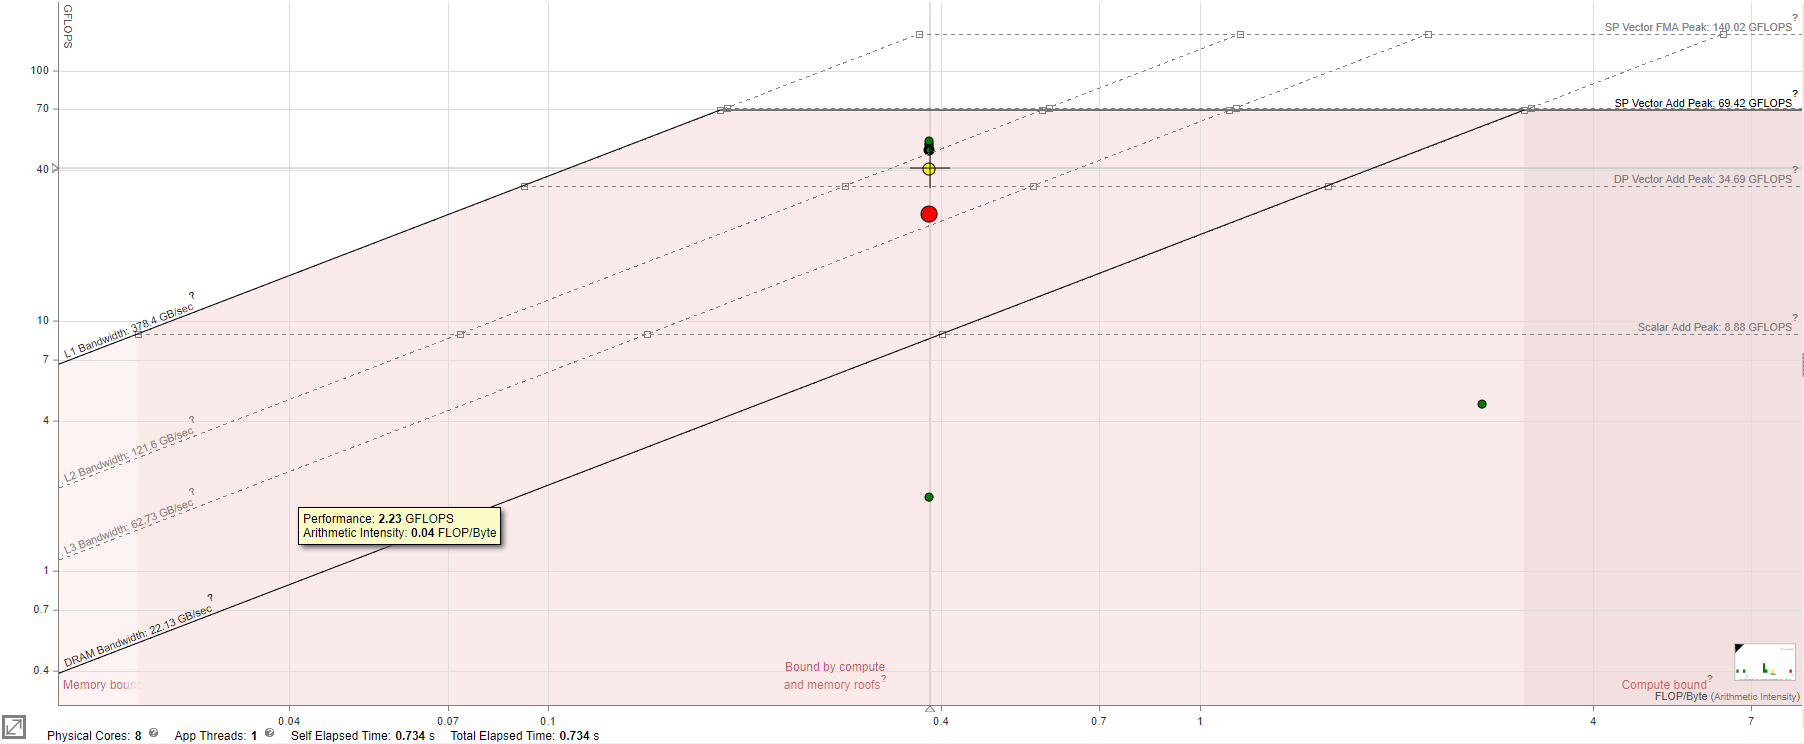 GFLOPS
?
SP Vector FMA Peak: 140.02 GFLOPS
100
?
70
SP Vector Add Peak: 69.42 GFLOPS
?
40
DP Vector Add Peak: 34.69 GFLOPS
?
L1 Bandwidth: 378.4 GB/sec
10
?
Scalar Add Peak: 8.88 GFLOPS
7
4
?
L2 Bandwidth: 121.6 GB/sec
?
L3 Bandwidth: 62.73 GB/sec
Performance: 2.23 GFLOPS
Arithmetic Intensity: 0.04 FLOP/Byte
1
?
0.7
DRAM Bandwidth: 22.13 GB/sec
0.4
Memory boun
Bound by compute
and memory roofs?
Compute bound?
FLOP/Byte (Arithmetic Intensity)
0.04 0.07 0.1 0.4 0.7 1 4 7
Physical Cores: 8 ? App Threads: 1 ? Self Elapsed Time: 0.734 s Total Elapsed Time: 0.734 s